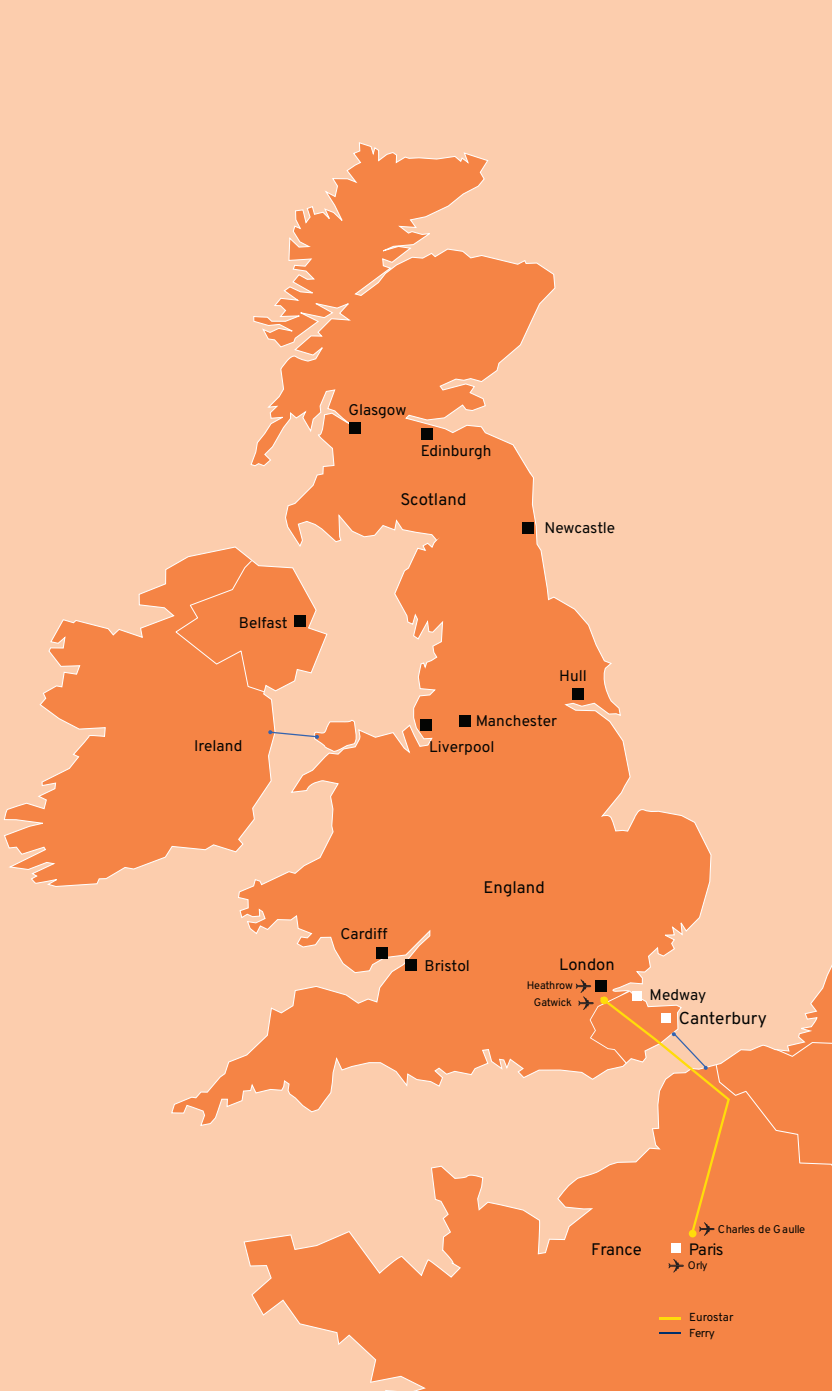 Glasgow
Edinburgh
Scotland
Newcastle
Belfast
Hull
Manchester
Ireland
Liverpool
England
Cardiff
Bristol
London
Heathrow
Medway
Gatwick
Canterbury
Charles de Gaulle
France
Paris
Orly
Eurostar
Ferry